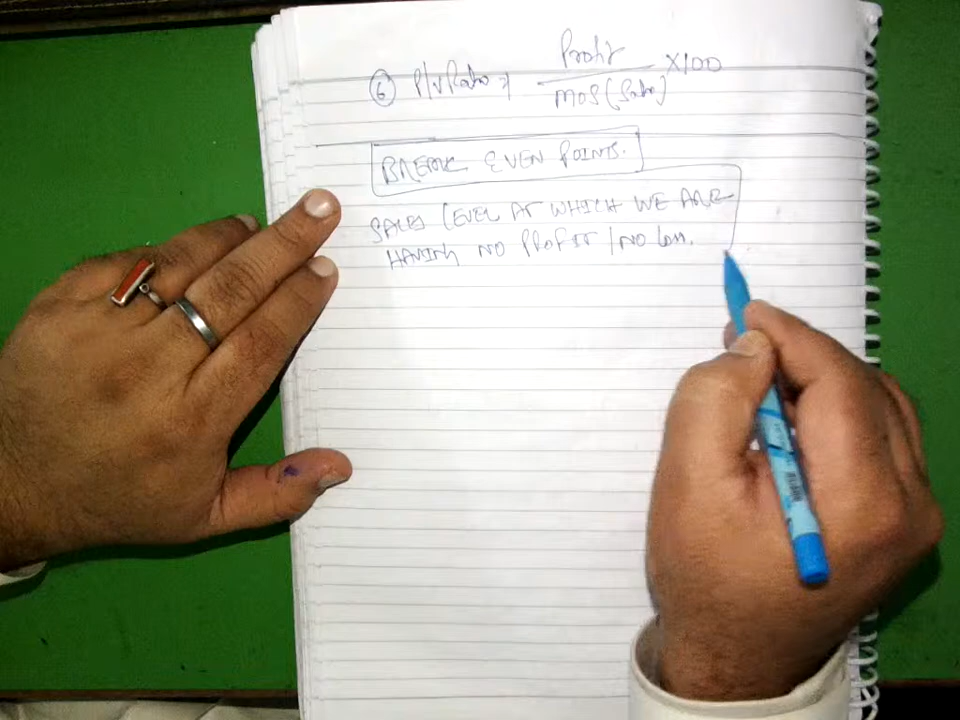 ⑥ P/V Ratio ⇒ Profit / MOS (Sales) X100
BREAK EVEN POINTS.
SALES LEVEL AT WHICH WE ARE
HAVING NO PROFIT / NO Loss.